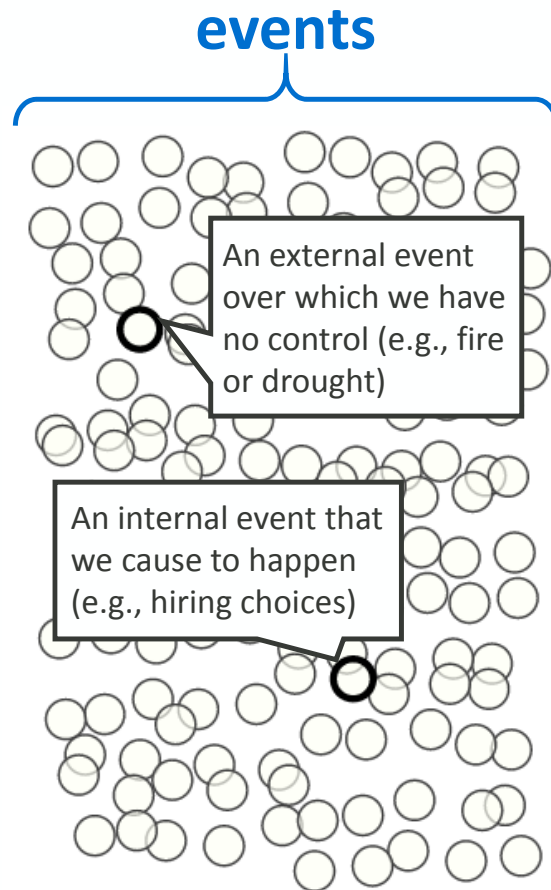 events
An external event
over which we have
no control (e.g., fire
or drought)
An internal event that
we cause to happen
(e.g., hiring choices)